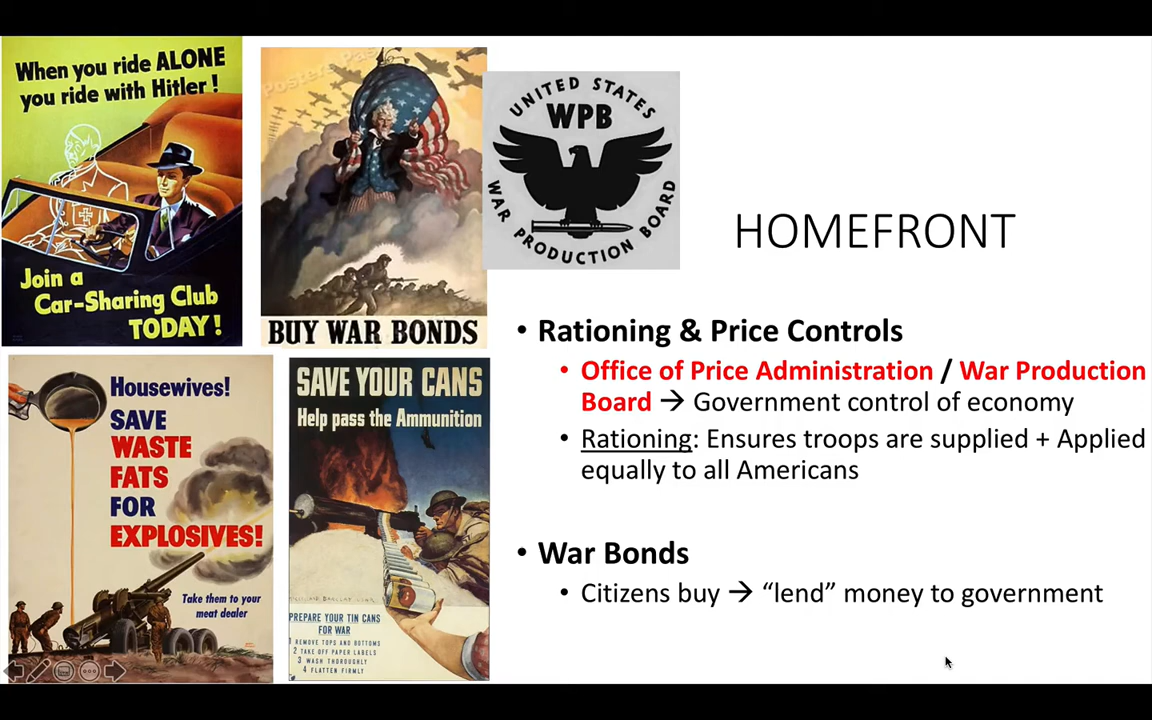 When you ride ALONE
you ride with Hitler!
Join a
Car-Sharing Club
TODAY!
Posters Past
BUY WAR BONDS
UNITED STATES
WPB
WAR PRODUCTION BOARD
HOMEFRONT
• Rationing & Price Controls
• Office of Price Administration / War Production
Board → Government control of economy
• Rationing: Ensures troops are supplied + Applied
equally to all Americans
• War Bonds
• Citizens buy → “lend” money to government
Housewives!
SAVE
WASTE
FATS
FOR
EXPLOSIVES!
Take them to your
meat dealer
SAVE YOUR CANS
Help pass the Ammunition
PREPARE YOUR TIN CANS
FOR WAR
1 REMOVE TOPS AND BOTTOMS
2 TAKE OFF PAPER LABELS
3 WASH THOROUGHLY
4 FLATTEN FIRMLY